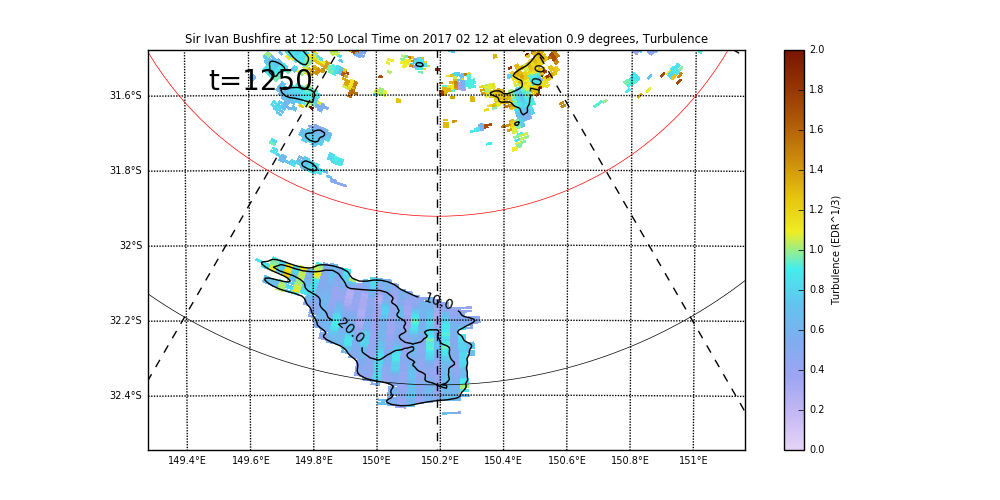 Sir Ivan Bushfire at 12:50 Local Time on 2017 02 12 at elevation 0.9 degrees, Turbulence
t=1250
31.6°S
31.8°S
32°S
32.2°S
32.4°S
10.0
10.0
20.0
149.4°E 149.6°E 149.8°E 150°E 150.2°E 150.4°E 150.6°E 150.8°E 151°E
2.0
1.8
1.6
1.4
1.2
1.0
0.8
0.6
0.4
0.2
0.0
Turbulence (EDR^1/3)